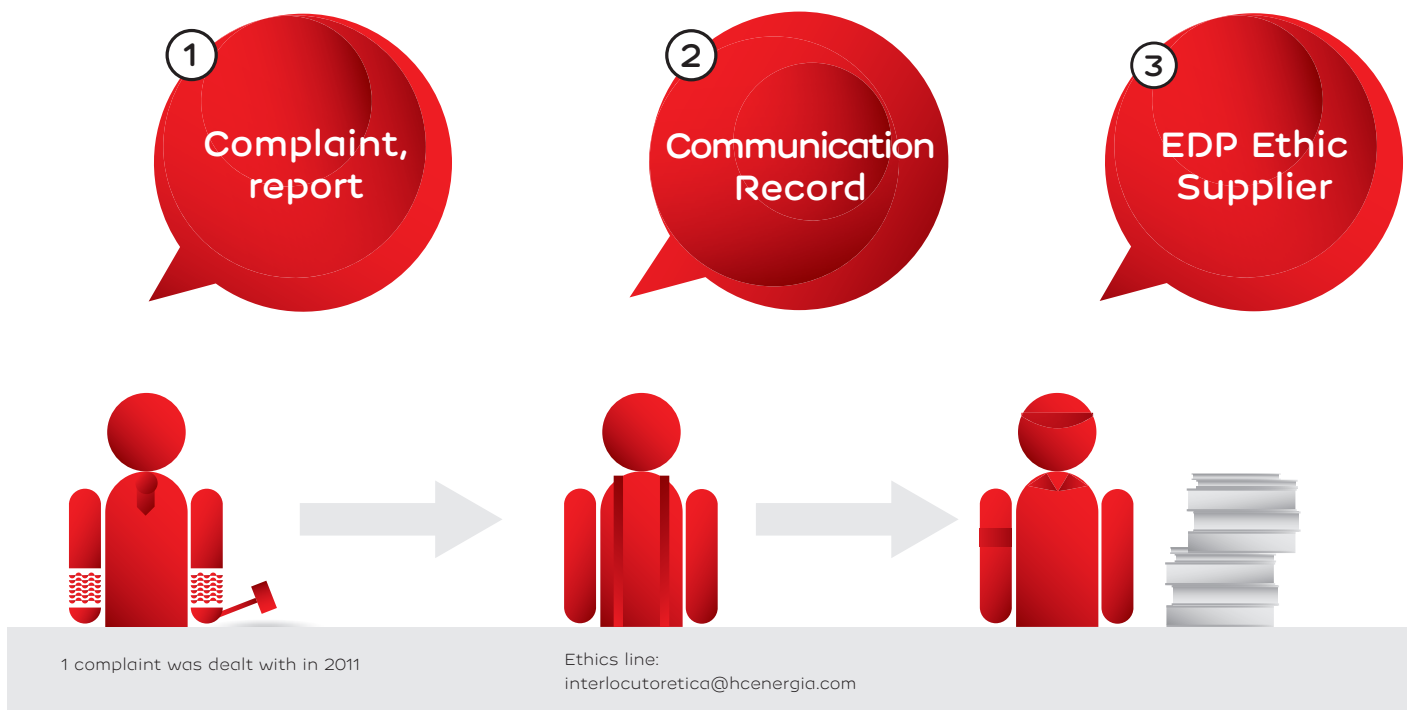 1
Complaint,
report
2
Communication
Record
3
EDP Ethic
Supplier
1 complaint was dealt with in 2011
Ethics line:
interlocutoretica@hcenergia.com